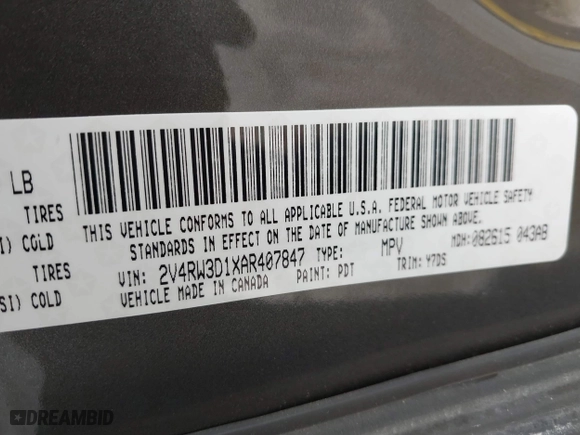 LB
TIRES
I) COLD
TIRES
SI) COLD
THIS VEHICLE CONFORMS TO ALL APPLICABLE U.S.A. FEDERAL MOTOR VEHICLE SAFETY
STANDARDS IN EFFECT ON THE DATE OF MANUFACTURE SHOWN ABOVE.
VIN: 2V4RW3D1XAR407847 TYPE: MPV MDH: 082615 043AB
VEHICLE MADE IN CANADA PAINT: PDT TRIM: Y7DS
DREAMBID